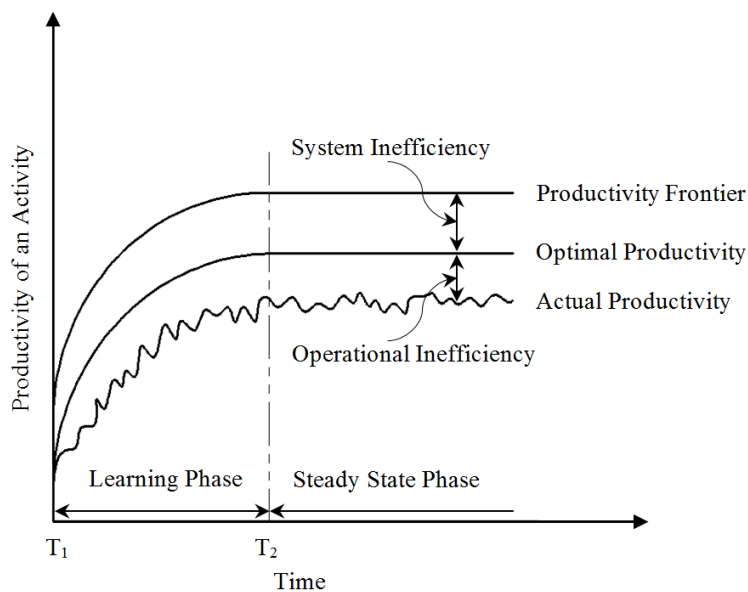 Productivity of an Activity
System Inefficiency
Productivity Frontier
Optimal Productivity
Actual Productivity
Operational Inefficiency
Learning Phase
Steady State Phase
T₁
T₂
Time